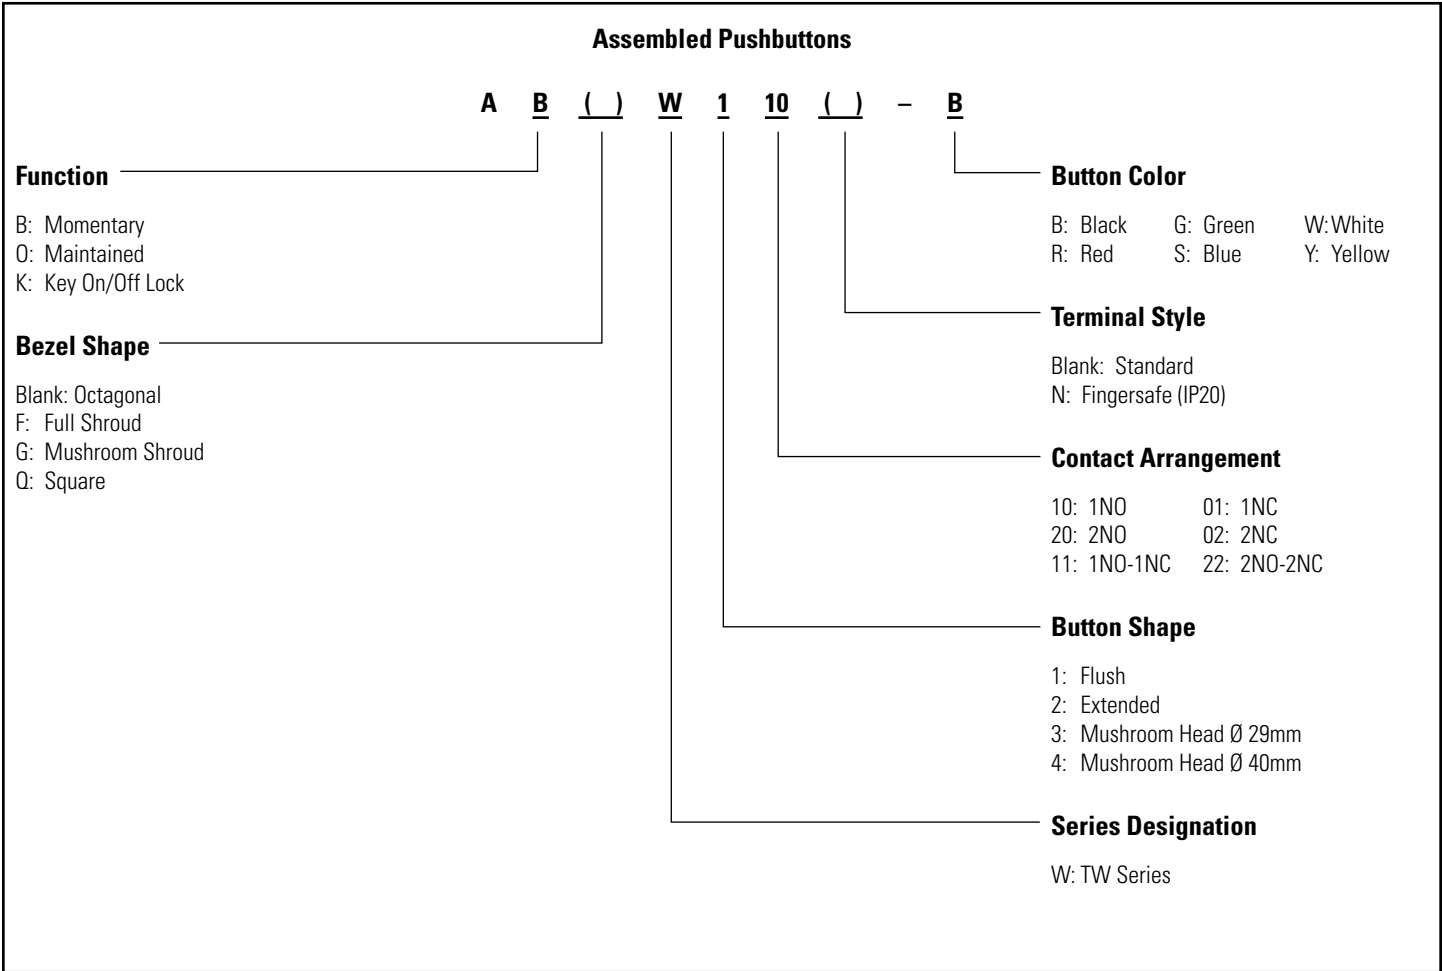 Assembled Pushbuttons
A B ( ) W 1 10 ( ) – B
Function
B: Momentary
O: Maintained
K: Key On/Off Lock
Bezel Shape
Blank: Octagonal
F: Full Shroud
G: Mushroom Shroud
Q: Square
Button Color
B: Black G: Green W: White
R: Red S: Blue Y: Yellow
Terminal Style
Blank: Standard
N: Fingersafe (IP20)
Contact Arrangement
10: 1NO 01: 1NC
20: 2NO 02: 2NC
11: 1NO-1NC 22: 2NO-2NC
Button Shape
1: Flush
2: Extended
3: Mushroom Head Ø 29mm
4: Mushroom Head Ø 40mm
Series Designation
W: TW Series